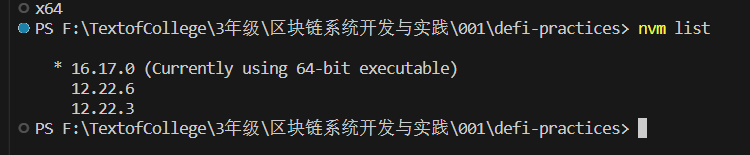 x64
PS F:\TextofCollege\3年级\区块链系统开发与实践\001\defi-practices> nvm list
* 16.17.0 (Currently using 64-bit executable)
12.22.6
12.22.3
PS F:\TextofCollege\3年级\区块链系统开发与实践\001\defi-practices>